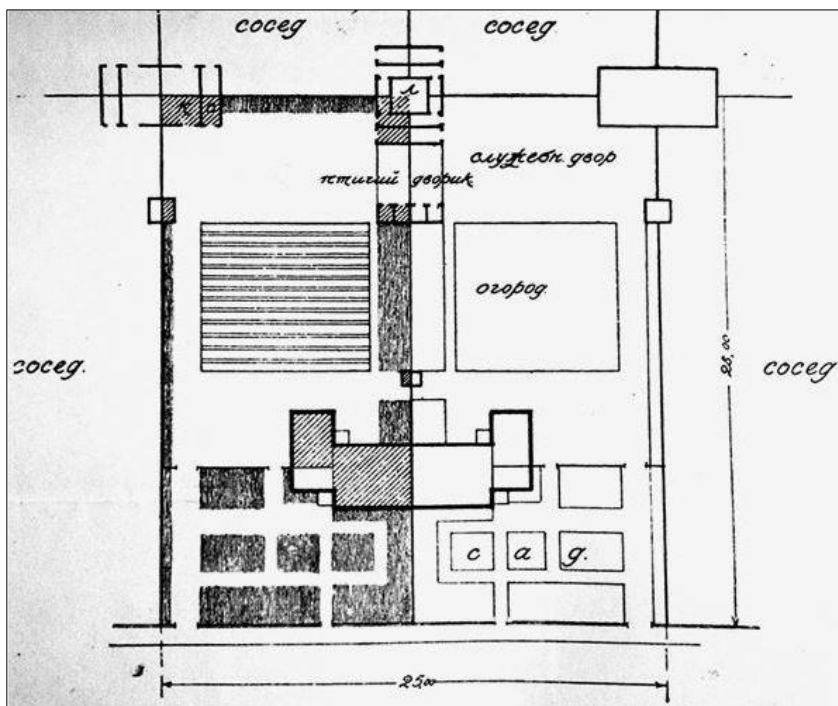 сосед
сосед.
л
служебн. двор
птичий дворик
огород.
сосед.
25,00
сосед
с а д.
25,00